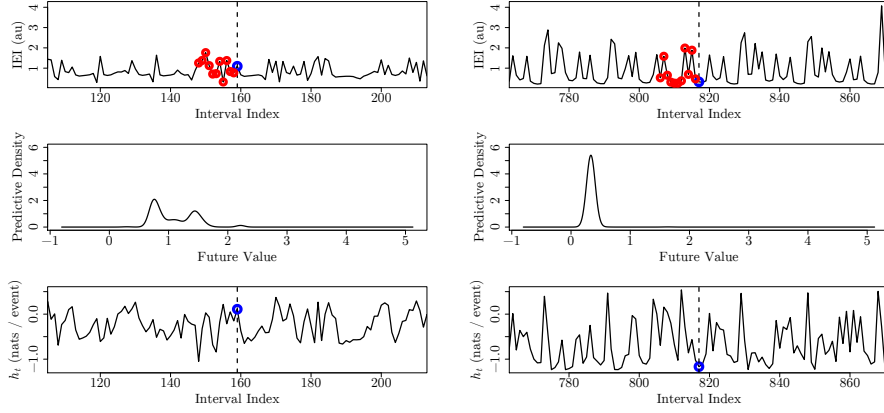 IEI (au)
1 2 3 4
120 140 160 180 200
Interval Index
IEI (au)
1 2 3 4
780 800 820 840 860
Interval Index
Predictive Density
0 2 4 6
−1 0 1 2 3 4 5
Future Value
Predictive Density
0 2 4 6
−1 0 1 2 3 4 5
Future Value
h_t (nats / event)
−1.0 0.0
120 140 160 180 200
Interval Index
h_t (nats / event)
−1.0 0.0
780 800 820 840 860
Interval Index